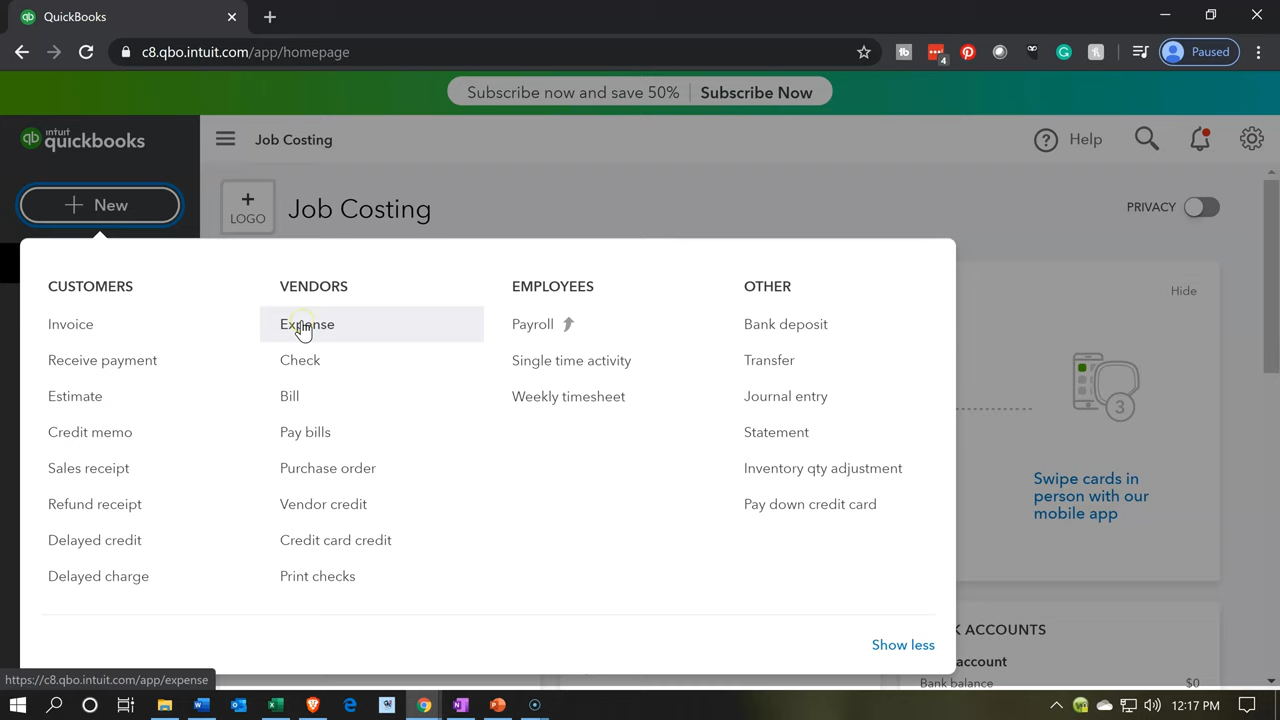 QuickBooks
c8.qbo.intuit.com/app/homepage
4
Paused
Subscribe now and save 50% Subscribe Now
qb intuit quickbooks
Job Costing
Help
+ New
+ LOGO
Job Costing
PRIVACY
CUSTOMERS
Invoice
Receive payment
Estimate
Credit memo
Sales receipt
Refund receipt
Delayed credit
Delayed charge
VENDORS
Expense
Check
Bill
Pay bills
Purchase order
Vendor credit
Credit card credit
Print checks
EMPLOYEES
Payroll
Single time activity
Weekly timesheet
OTHER
Bank deposit
Transfer
Journal entry
Statement
Inventory qty adjustment
Pay down credit card
Show less
Hide
3
Swipe cards in
person with our
mobile app
ACCOUNTS
account
Bank balance $0
https://c8.qbo.intuit.com/app/expense
12:17 PM